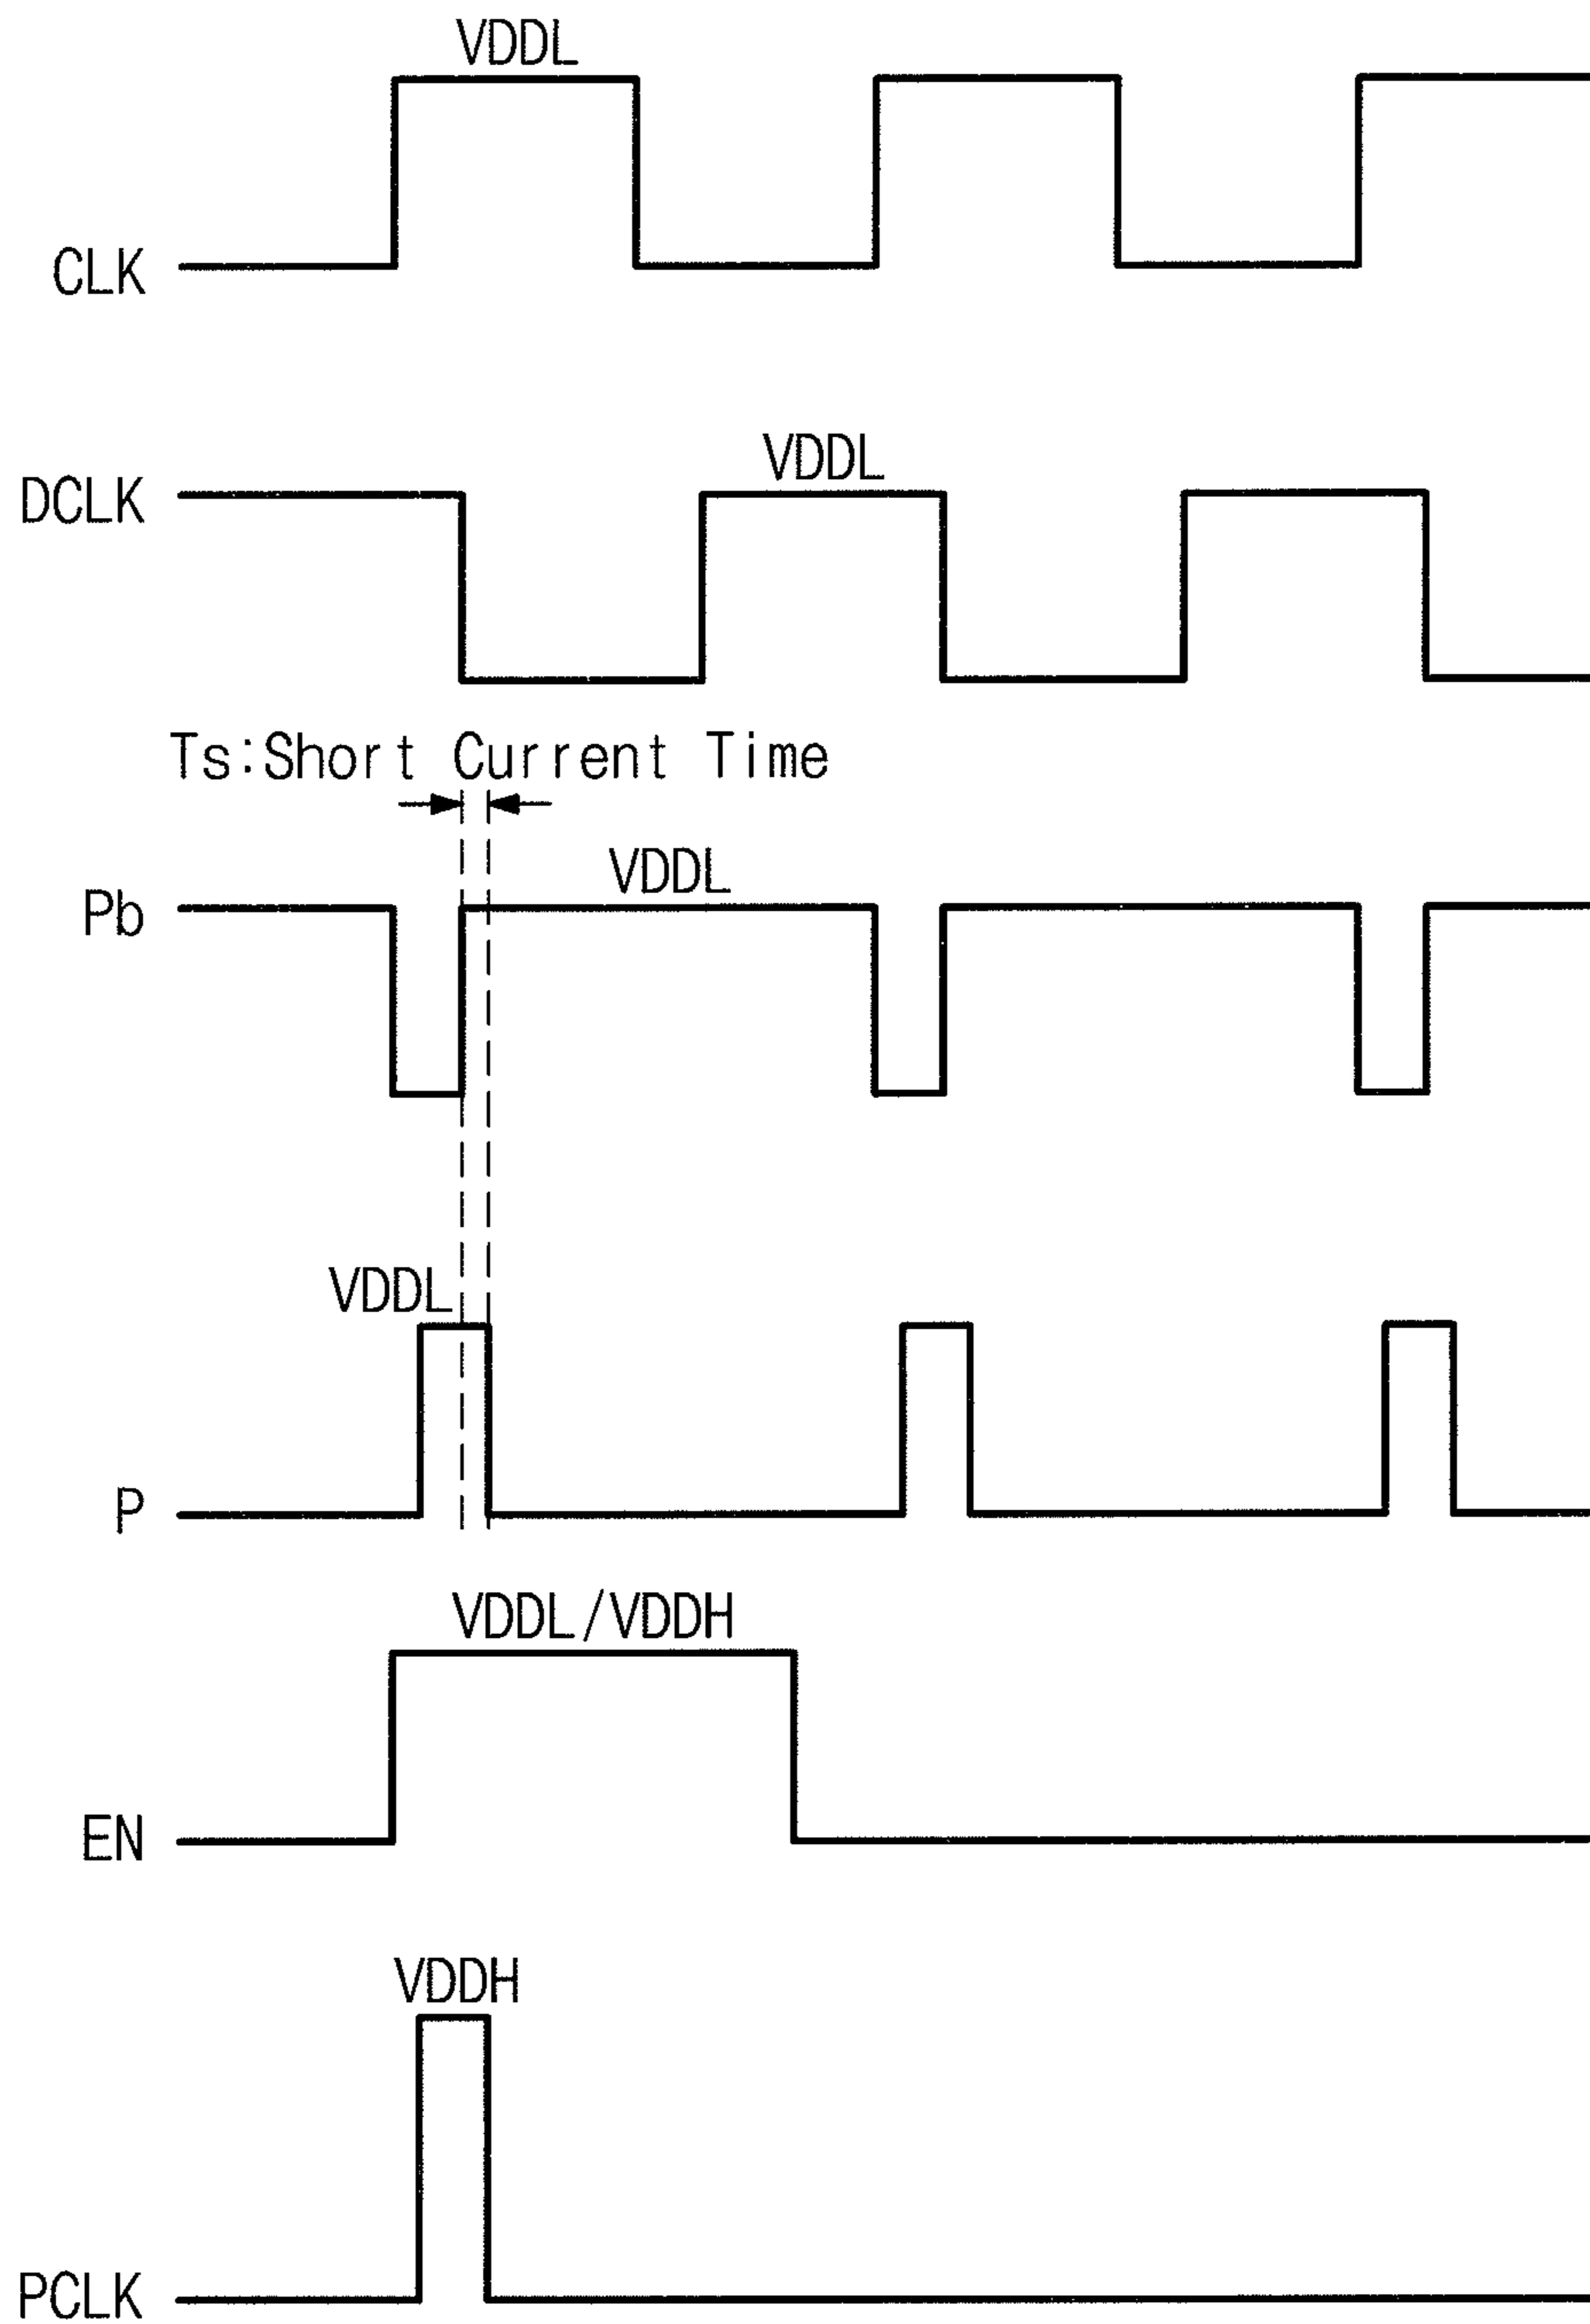 VDDL
CLK
VDDL
DCLK
Ts:Short Current Time
VDDL
Pb
VDDL
P
VDDL/VDDH
EN
VDDH
PCLK